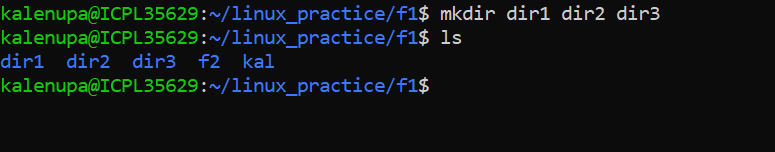 kalenupa@ICPL35629:~/linux_practice/f1$ mkdir dir1 dir2 dir3
kalenupa@ICPL35629:~/linux_practice/f1$ ls
dir1  dir2  dir3  f2  kal
kalenupa@ICPL35629:~/linux_practice/f1$